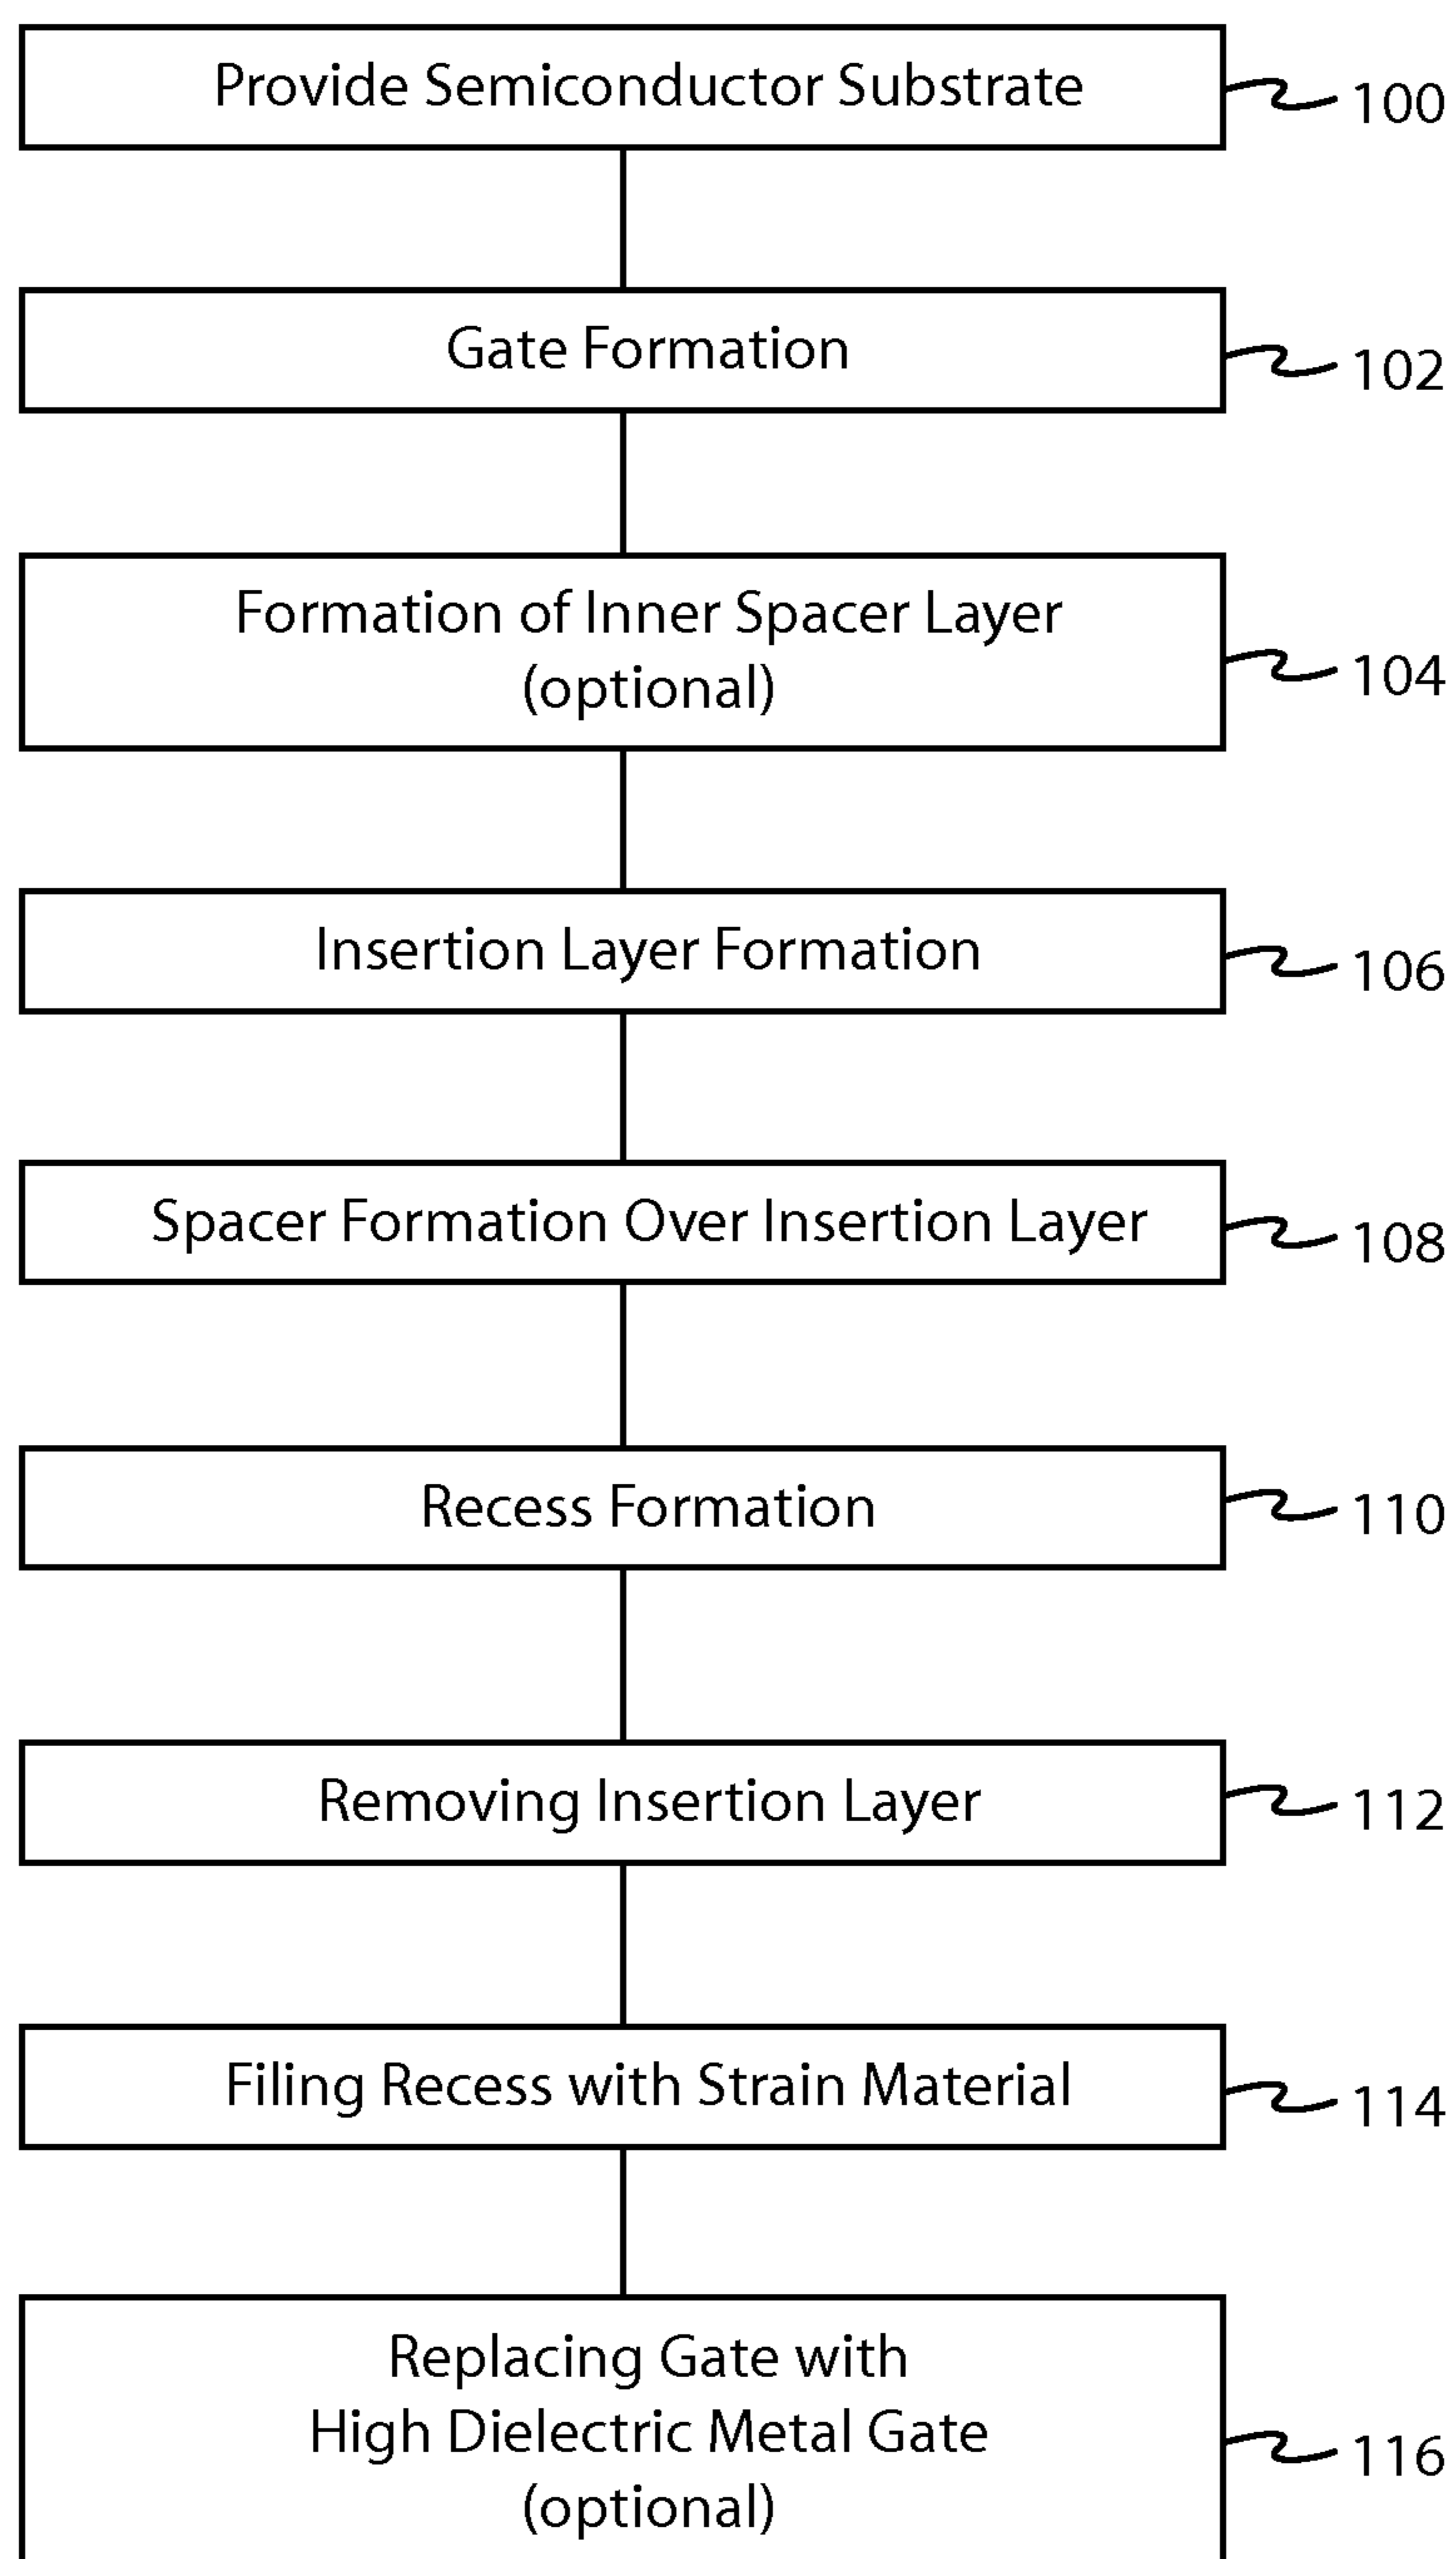 Provide Semiconductor Substrate
100
Gate Formation
102
Formation of Inner Spacer Layer
(optional)
104
Insertion Layer Formation
106
Spacer Formation Over Insertion Layer
108
Recess Formation
110
Removing Insertion Layer
112
Filing Recess with Strain Material
114
Replacing Gate with
High Dielectric Metal Gate
(optional)
116